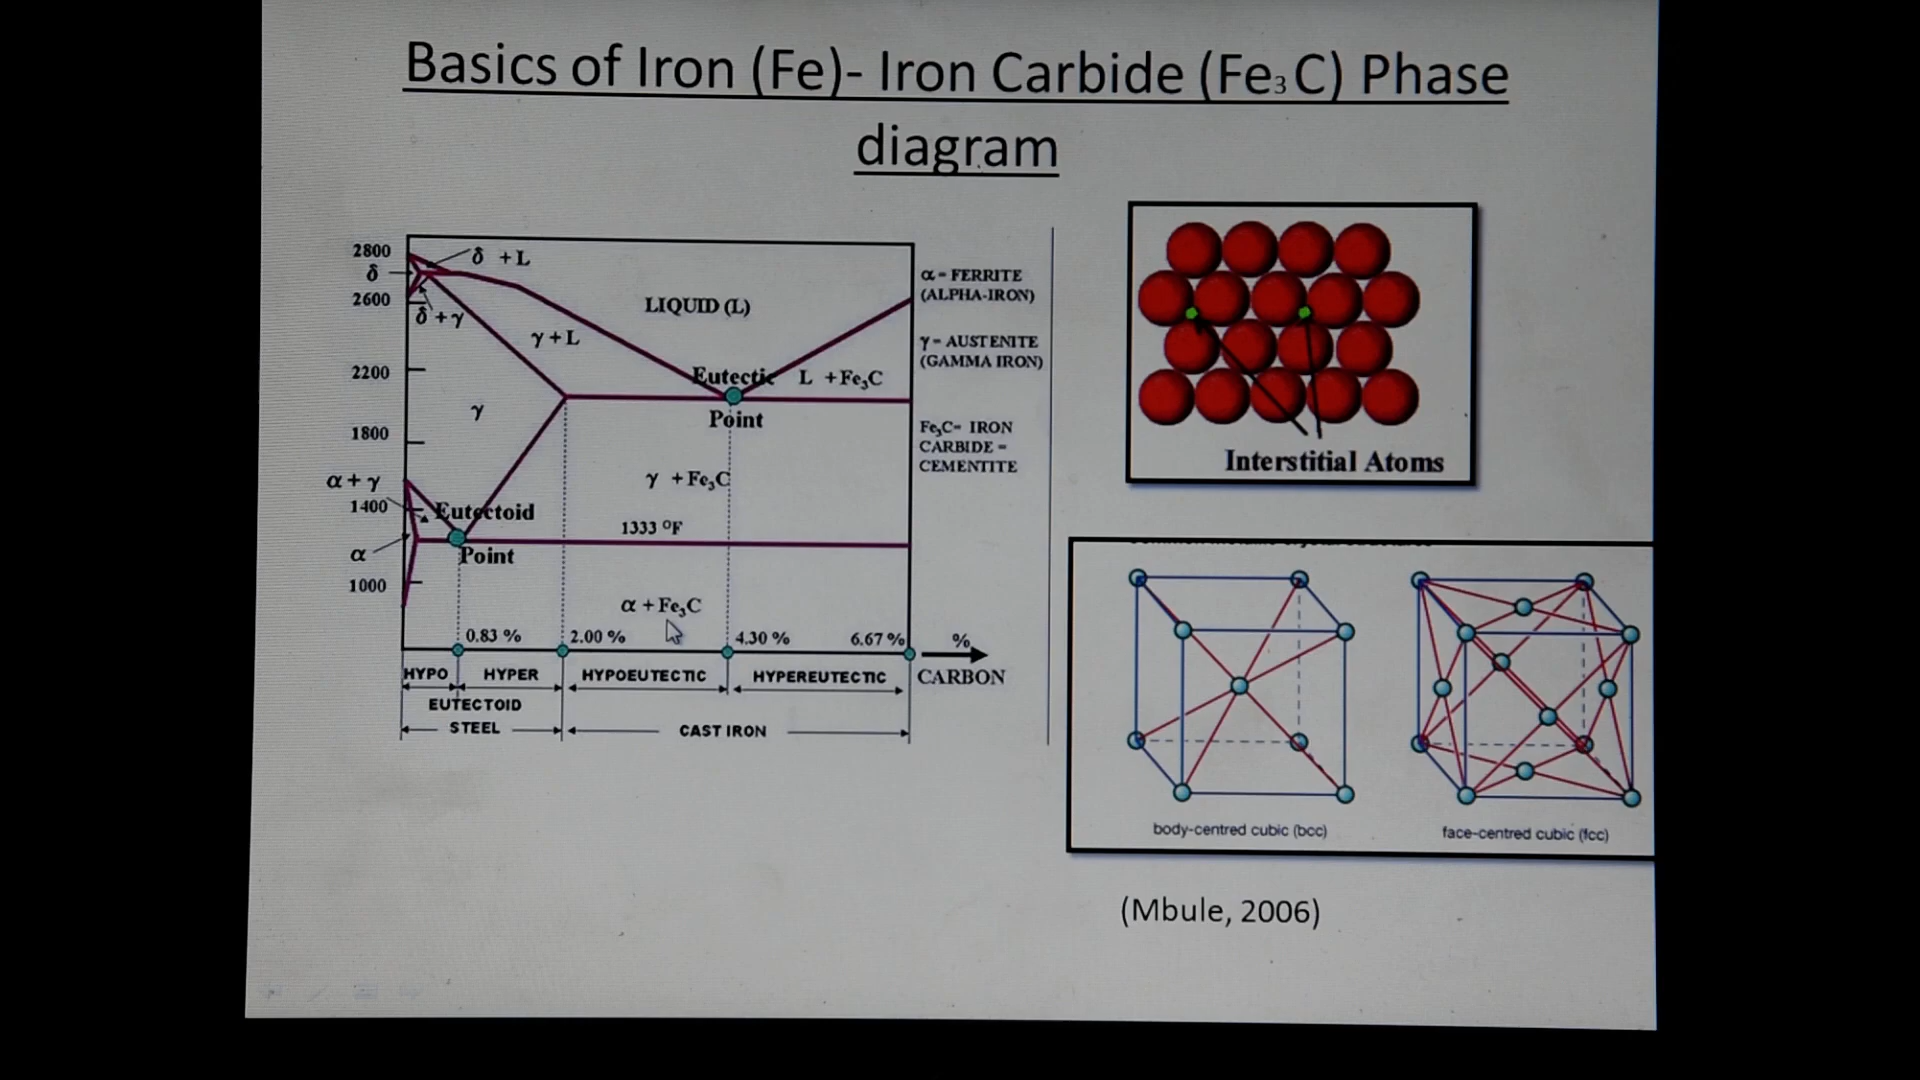 Basics of Iron (Fe)- Iron Carbide (Fe₃C) Phase
diagram
2800
δ
2600
2200
1800
α + γ
1400
α
1000
δ + L
δ + γ
LIQUID (L)
γ + L
Eutectic
Point
L + Fe₃C
γ
γ + Fe₃C
Eutectoid
Point
1333 ºF
α + Fe₃C
0.83 %
2.00 %
4.30 %
6.67 %
%
CARBON
HYPO
HYPER
HYPOEUTECTIC
HYPEREUTECTIC
EUTECTOID
STEEL
CAST IRON
α - FERRITE
(ALPHA-IRON)
γ - AUSTENITE
(GAMMA IRON)
Fe₃C= IRON
CARBIDE =
CEMENTITE
Interstitial Atoms
body-centred cubic (bcc)
face-centred cubic (fcc)
(Mbule, 2006)